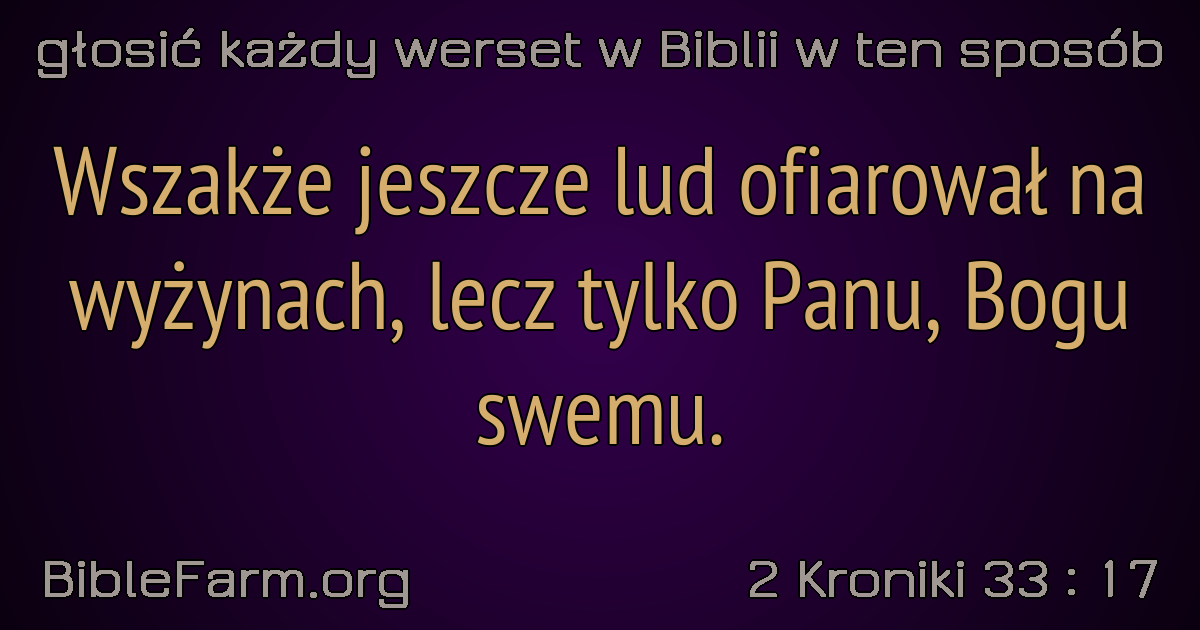 głosić każdy werset w Biblii w ten sposób
Wszakże jeszcze lud ofiarował na
wyżynach, lecz tylko Panu, Bogu
swemu.
BibleFarm.org
2 Kroniki 33 : 17